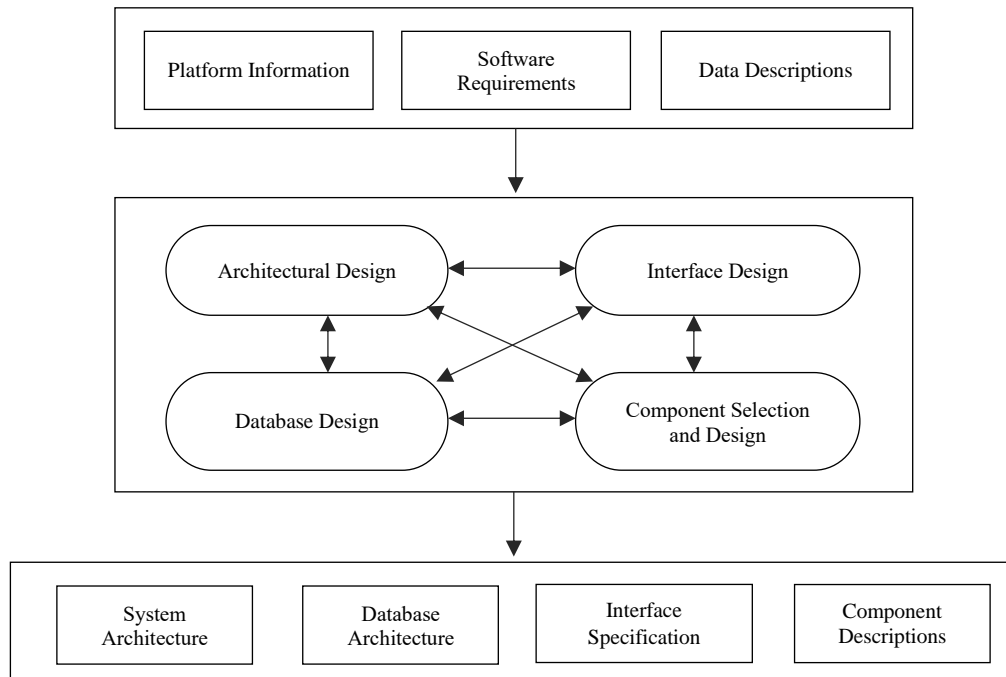 Platform Information
Software
Requirements
Data Descriptions
Architectural Design
Interface Design
Database Design
Component Selection
and Design
System
Architecture
Database
Architecture
Interface
Specification
Component
Descriptions